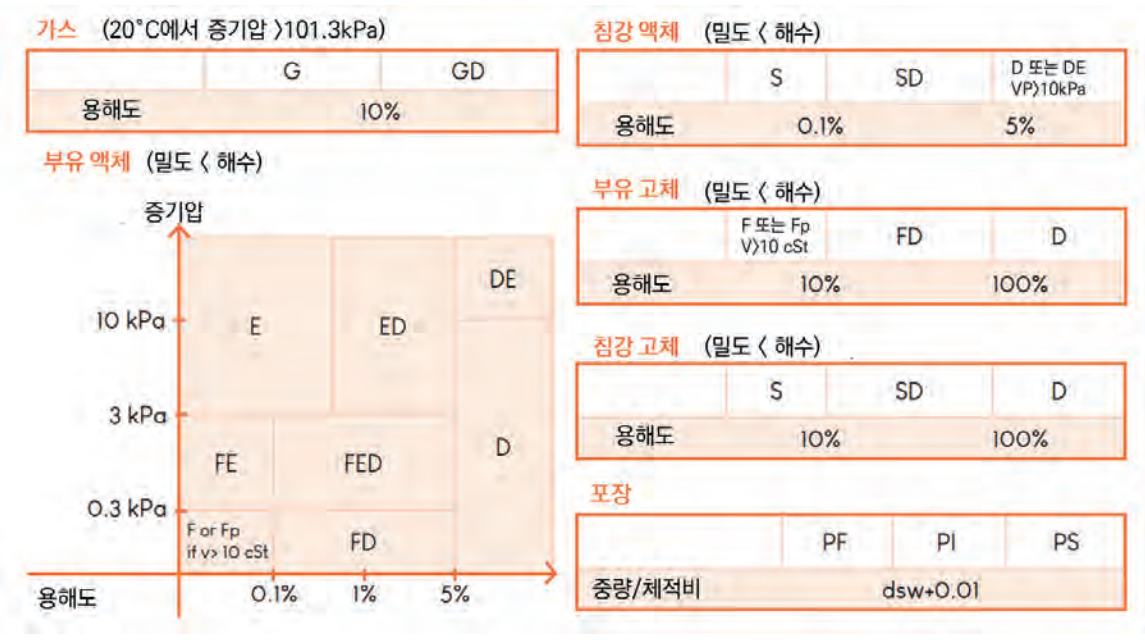 가스 (20°C에서 증기압 〉101.3kPa)
G GD
용해도 10%
부유 액체 (밀도 〈 해수)
증기압
DE
10 kPa E ED
3 kPa
FE FED D
0.3 kPa
F or Fp
if v> 10 cSt
FD
용해도 0.1% 1% 5%
침강 액체 (밀도 〈 해수)
S SD D 또는 DE
VP〉10kPa
용해도 0.1% 5%
부유 고체 (밀도 〈 해수)
F 또는 Fp
V〉10 cSt
FD D
용해도 10% 100%
침강 고체 (밀도 〈 해수)
S SD D
용해도 10% 100%
포장
PF PI PS
중량/체적비 dsw+0.01